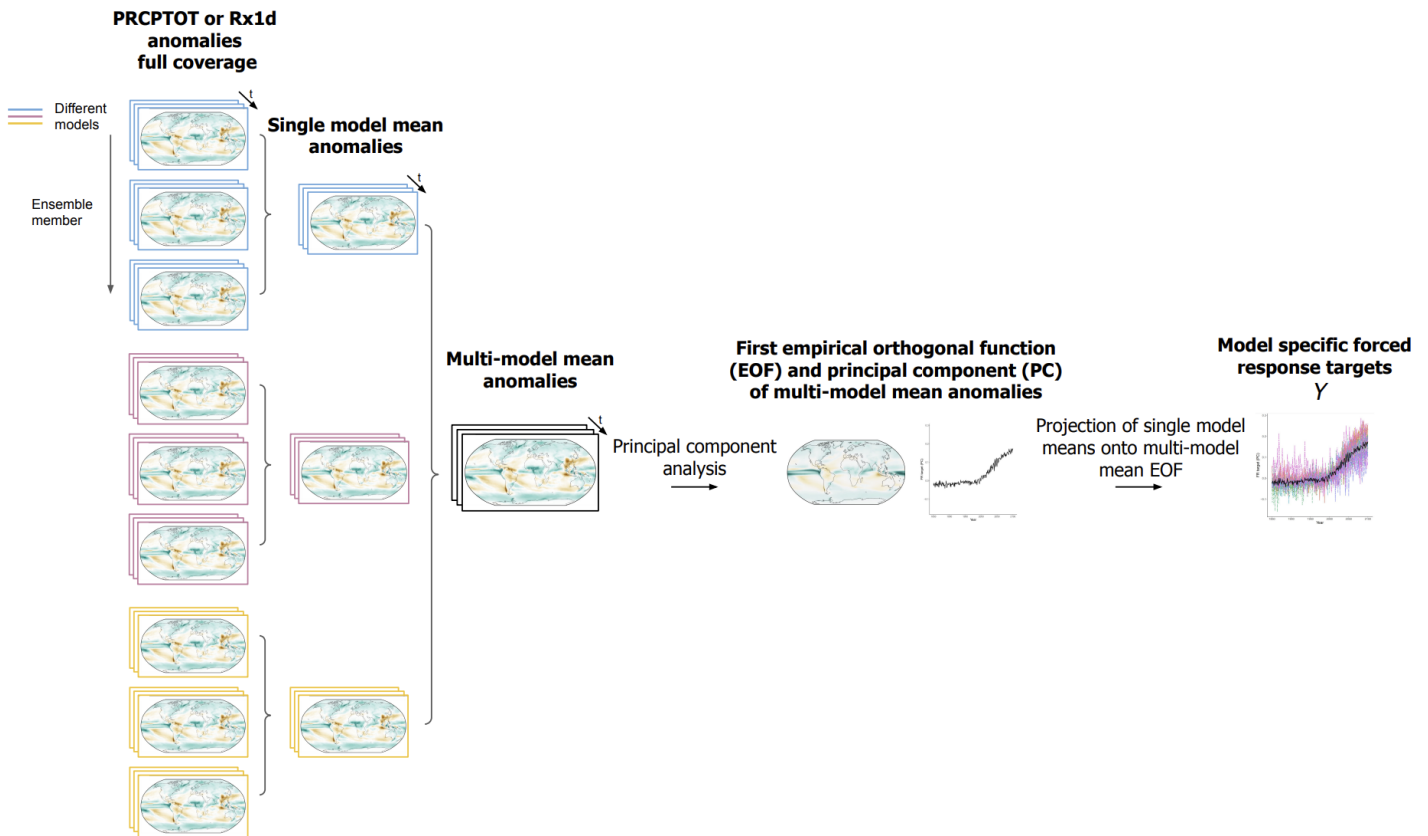 PRCPTOT or Rx1d
anomalies
full coverage
t
Different
models
Ensemble
member
Single model mean
anomalies
t
Multi-model mean
anomalies
t
Principal component
analysis
First empirical orthogonal function
(EOF) and principal component (PC)
of multi-model mean anomalies
Year
Projection of single model
means onto multi-model
mean EOF
Model specific forced
response targets
Y
Year